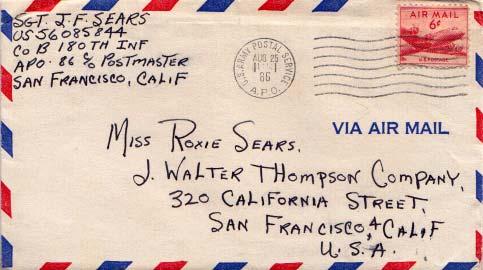 SGT. J.F. SEARS
US 56085844
CO B 180TH INF
APO. 86 c/o POSTMASTER
SAN FRANCISCO, CALIF
U.S. ARMY POSTAL SERVICE
AUG 25
86
A.P.O.
AIR MAIL
6¢
U.S. POSTAGE
VIA AIR MAIL
MISS ROXIE SEARS.
J. WALTER THOMPSON COMPANY,
320 CALIFORNIA STREET,
SAN FRANCISCO 4 CALIF
U.S.A.